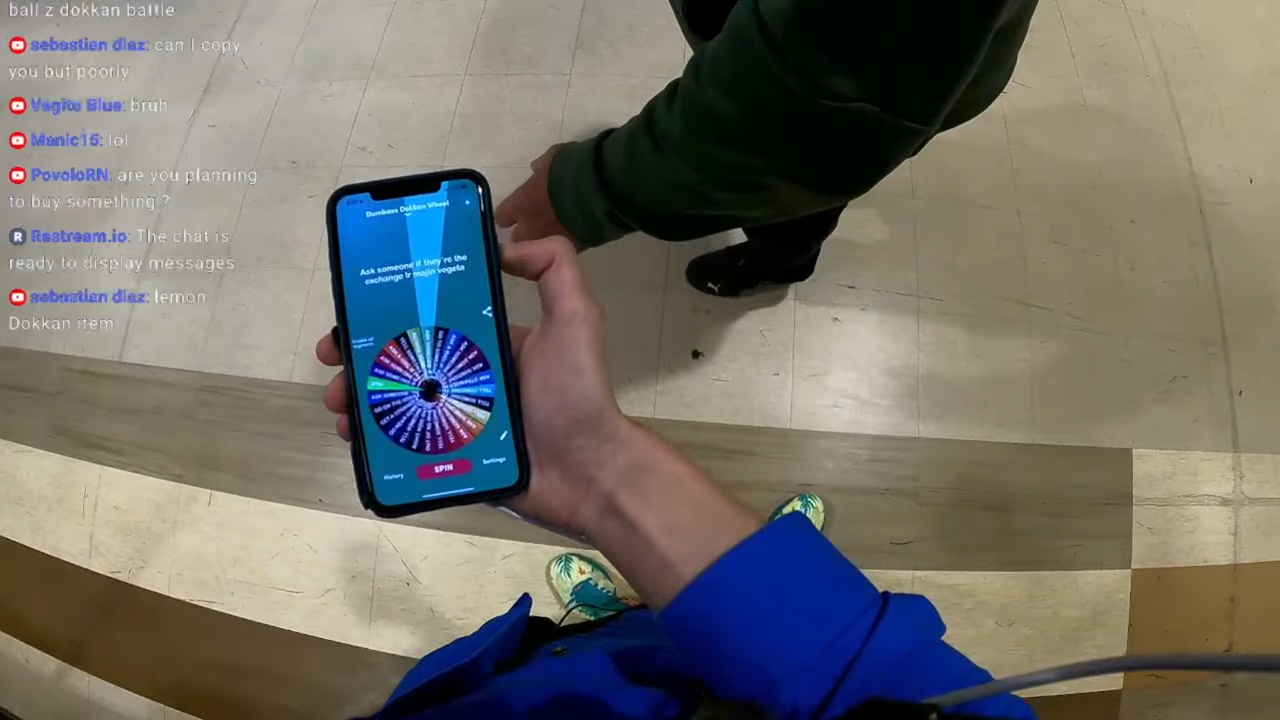 ball z dokkan battle
sebastian diaz: can I copy
you but poorly
Vegito Blue: bruh
Manic15: lol
PovoloRN: are you planning
to buy something ?
Restream.io: The chat is
ready to display messages
sebastian diaz: lemon
Dokkan item
Dumbass Dokkan Wheel
Ask someone if they're the
exchange lr majin vegeta
History
SPIN
Settings